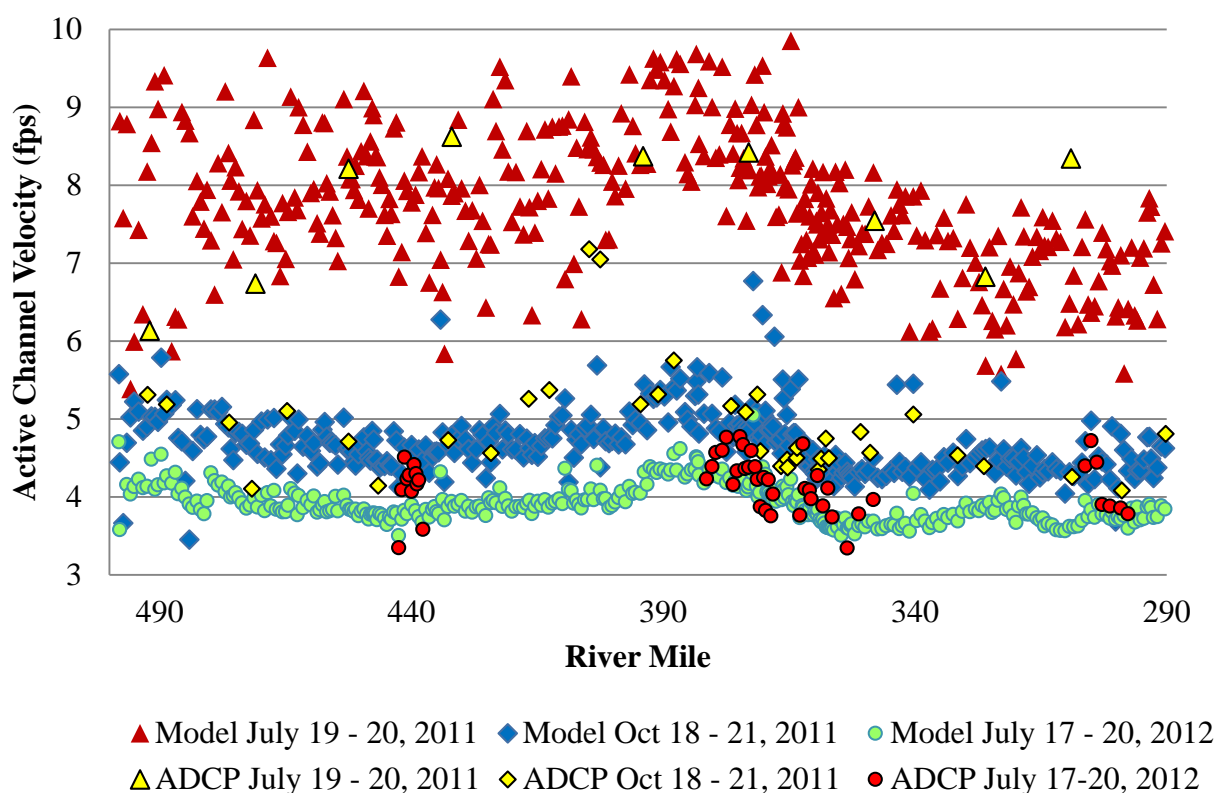 10
9
8
7
6
5
4
3
Active Channel Velocity (fps)
490 440 390 340 290
River Mile
Model July 19 - 20, 2011 Model Oct 18 - 21, 2011 Model July 17 - 20, 2012
ADCP July 19 - 20, 2011 ADCP Oct 18 - 21, 2011 ADCP July 17-20, 2012